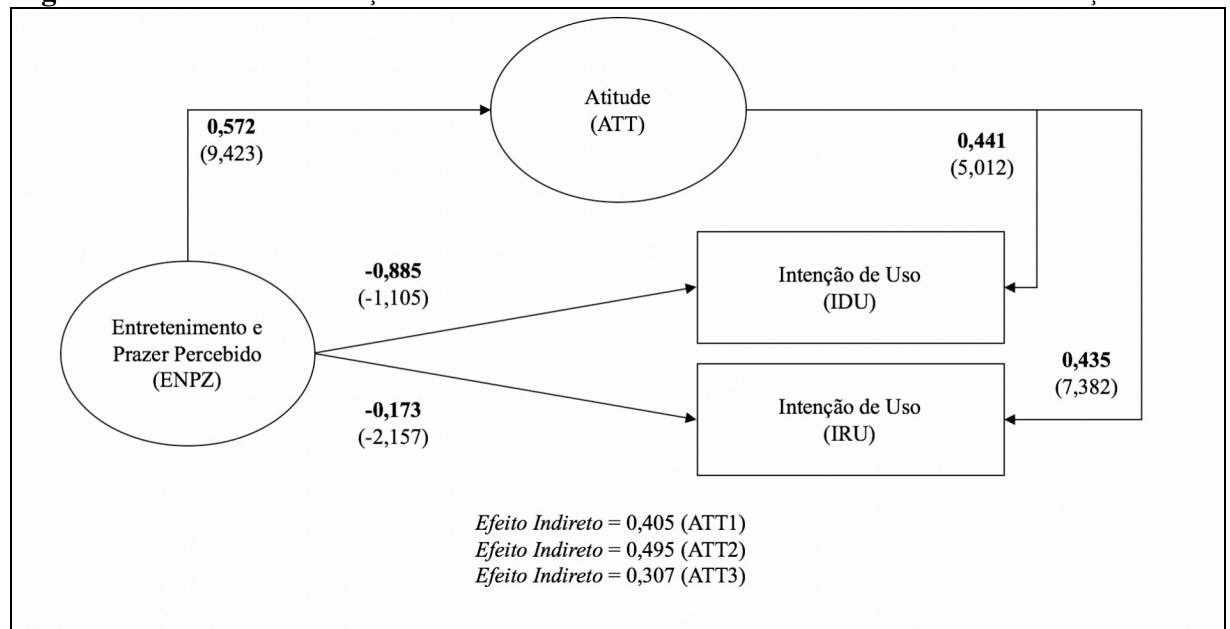 Atitude
(ATT)
0,572
(9,423)
0,441
(5,012)
-0,885
(-1,105)
Intenção de Uso
(IDU)
Entretenimento e
Prazer Percebido
(ENPZ)
0,435
(7,382)
-0,173
(-2,157)
Intenção de Uso
(IRU)
Efeito Indireto = 0,405 (ATT1)
Efeito Indireto = 0,495 (ATT2)
Efeito Indireto = 0,307 (ATT3)